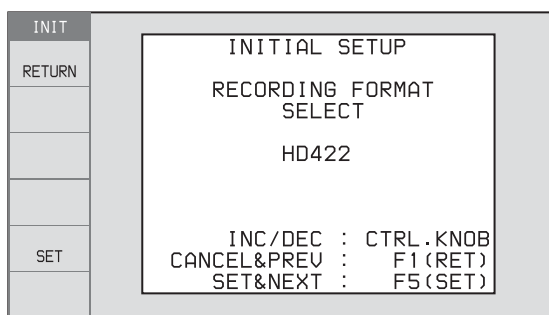 INIT
RETURN
SET
INITIAL SETUP
RECORDING FORMAT
SELECT
HD422
INC/DEC : CTRL.KNOB
CANCEL&PREV : F1(RET)
SET&NEXT : F5(SET)